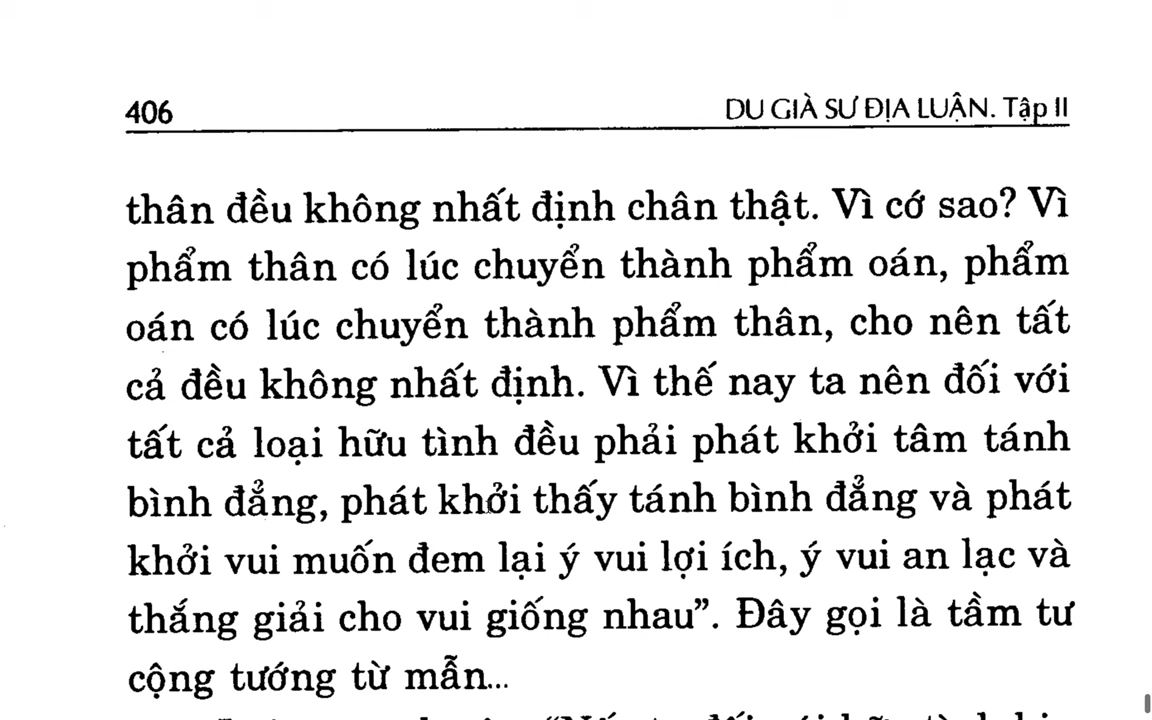 406
DU GIÀ SƯ ĐỊA LUẬN. Tập II
thân đều không nhất định chân thật. Vì cớ sao? Vì
phẩm thân có lúc chuyển thành phẩm oán, phẩm
oán có lúc chuyển thành phẩm thân, cho nên tất
cả đều không nhất định. Vì thế nay ta nên đối với
tất cả loại hữu tình đều phải phát khởi tâm tánh
bình đẳng, phát khởi thấy tánh bình đẳng và phát
khởi vui muốn đem lại ý vui lợi ích, ý vui an lạc và
thắng giải cho vui giống nhau”. Đây gọi là tầm tư
cộng tướng từ mẫn...